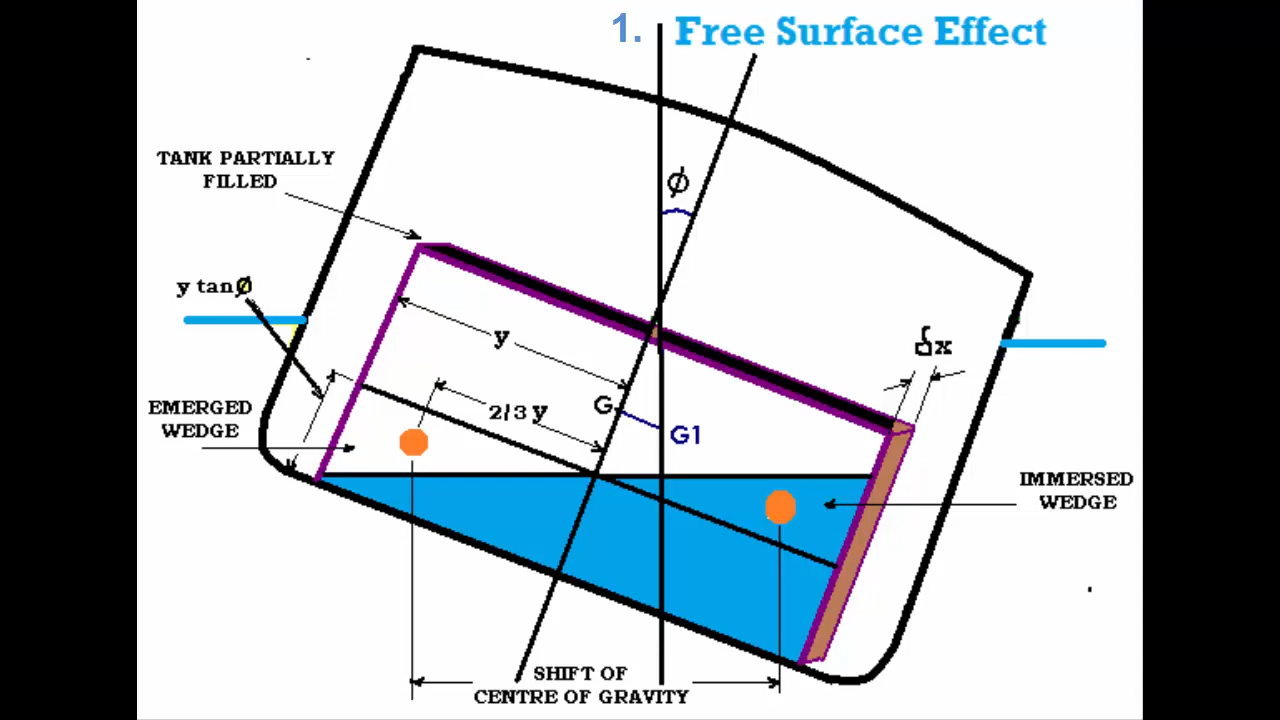 1. Free Surface Effect
TANK PARTIALLY
FILLED
ϕ
y tanϕ
δx
y
EMERGED
WEDGE
2/3 y
G
G1
IMMERSED
WEDGE
SHIFT OF
CENTRE OF GRAVITY